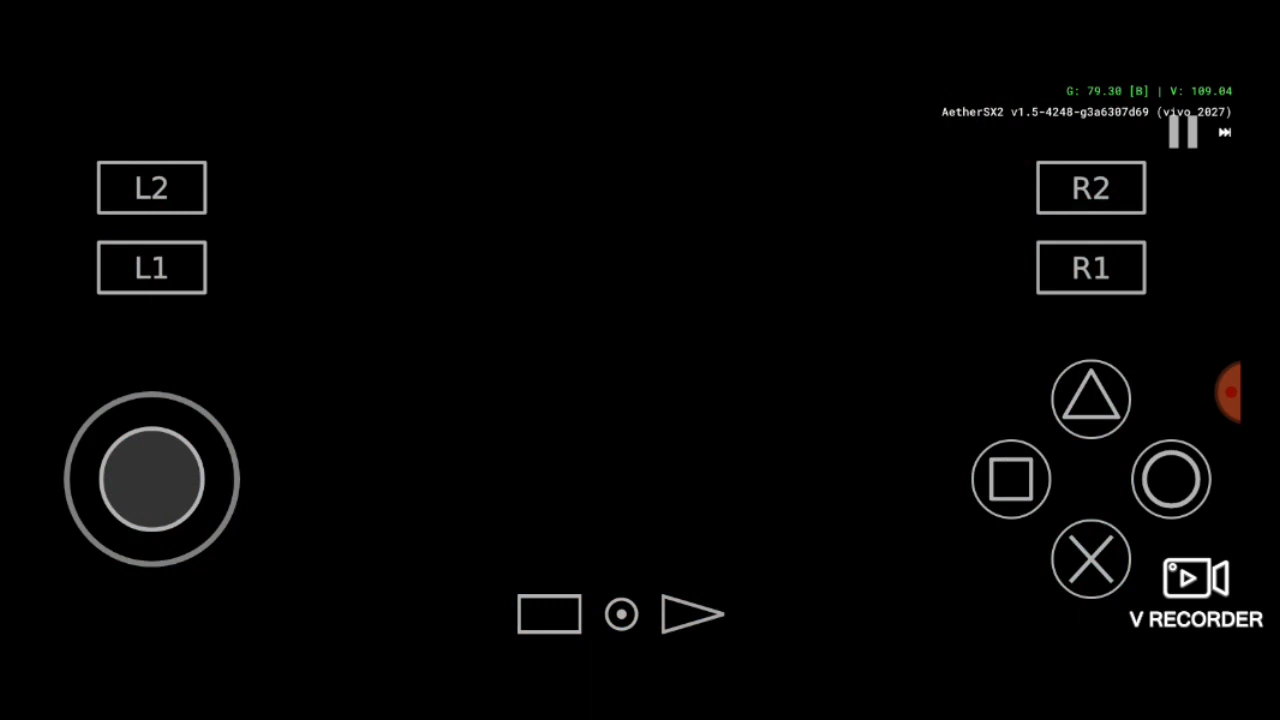 G: 79.30 [B] | V: 109.04
AetherSX2 v1.5-4248-g3a6307d69 (vivo 2027)
L2
R2
L1
R1
V RECORDER